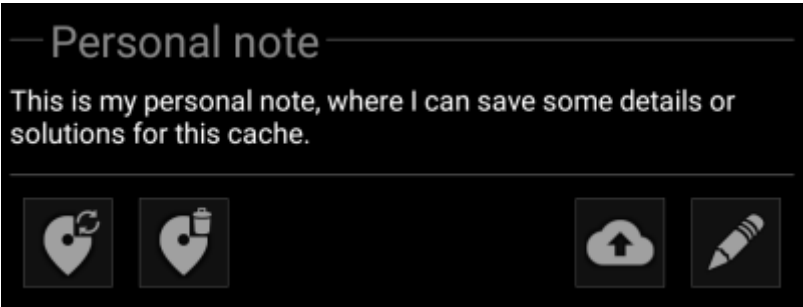 Personal note
This is my personal note, where I can save some details or
solutions for this cache.